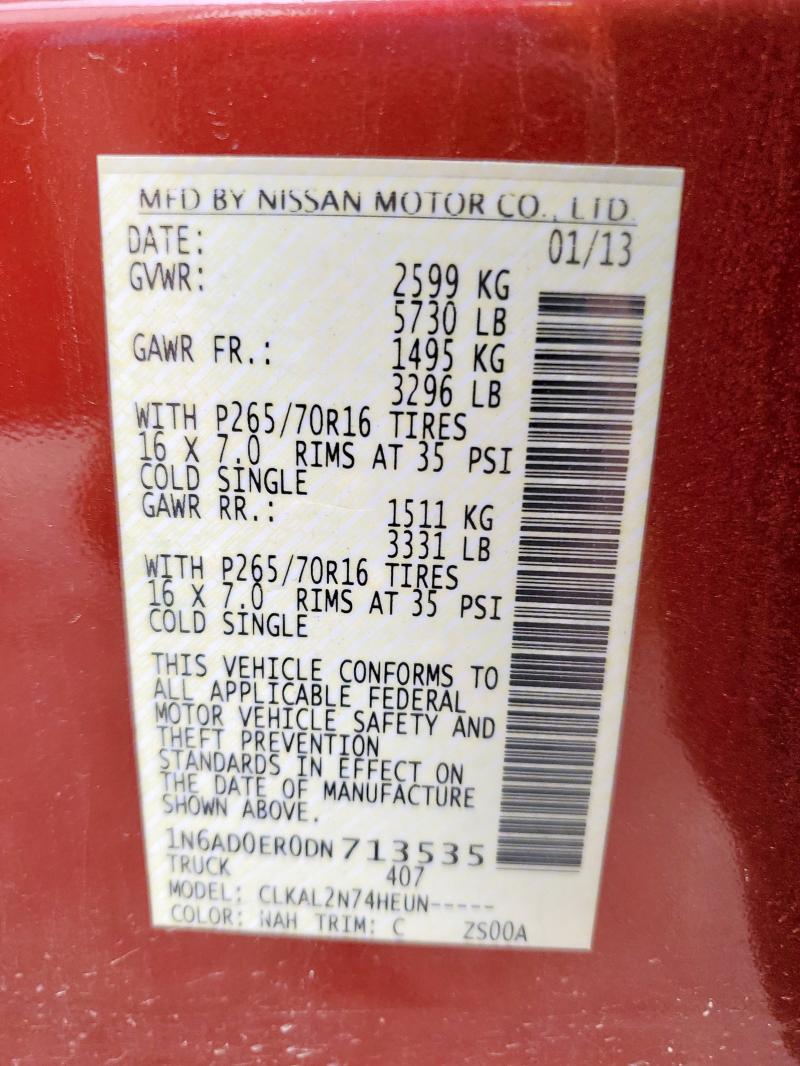 MFD BY NISSAN MOTOR CO., LTD.
DATE: 01/13
GVWR: 2599 KG
5730 LB
GAWR FR.: 1495 KG
3296 LB
WITH P265/70R16 TIRES
16 X 7.0 RIMS AT 35 PSI
COLD SINGLE
GAWR RR.: 1511 KG
3331 LB
WITH P265/70R16 TIRES
16 X 7.0 RIMS AT 35 PSI
COLD SINGLE
THIS VEHICLE CONFORMS TO
ALL APPLICABLE FEDERAL
MOTOR VEHICLE SAFETY AND
THEFT PREVENTION
STANDARDS IN EFFECT ON
THE DATE OF MANUFACTURE
SHOWN ABOVE.
1N6AD0ER0DN713535
TRUCK 407
MODEL: CLKAL2N74HEUN-----
COLOR: NAH TRIM: C ZS00A